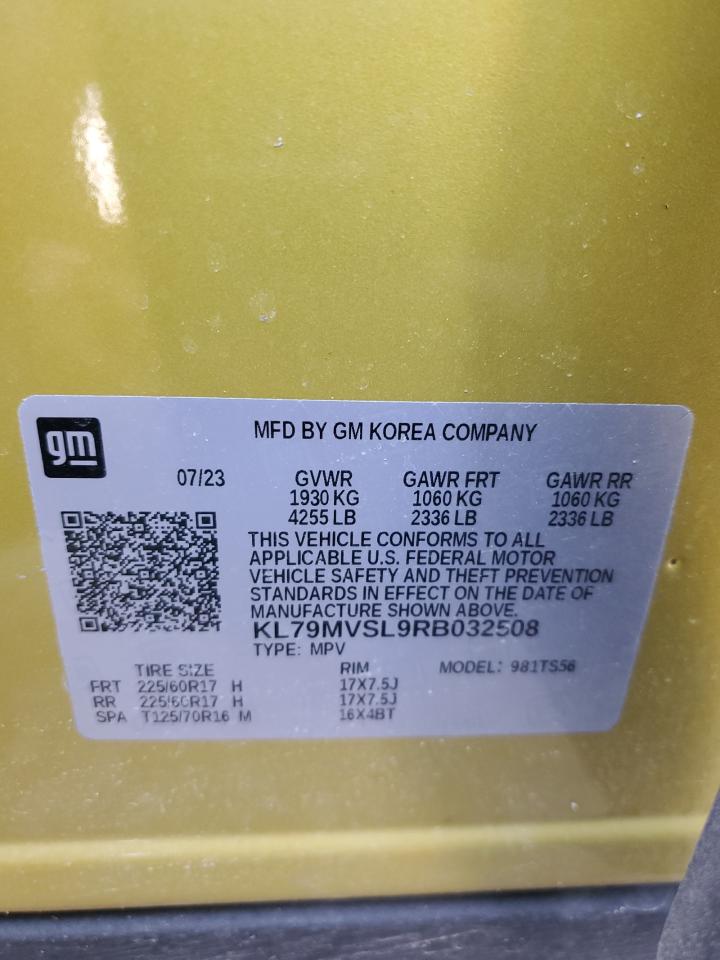 gm
MFD BY GM KOREA COMPANY
07/23 GVWR GAWR FRT GAWR RR
1930 KG 1060 KG 1060 KG
4255 LB 2336 LB 2336 LB
THIS VEHICLE CONFORMS TO ALL
APPLICABLE U.S. FEDERAL MOTOR
VEHICLE SAFETY AND THEFT PREVENTION
STANDARDS IN EFFECT ON THE DATE OF
MANUFACTURE SHOWN ABOVE.
KL79MVSL9RB032508
TYPE: MPV
TIRE SIZE RIM MODEL: 981TS56
FRT 225/60R17 H 17X7.5J
RR 225/60R17 H 17X7.5J
SPA T125/70R16 M 16X4BT